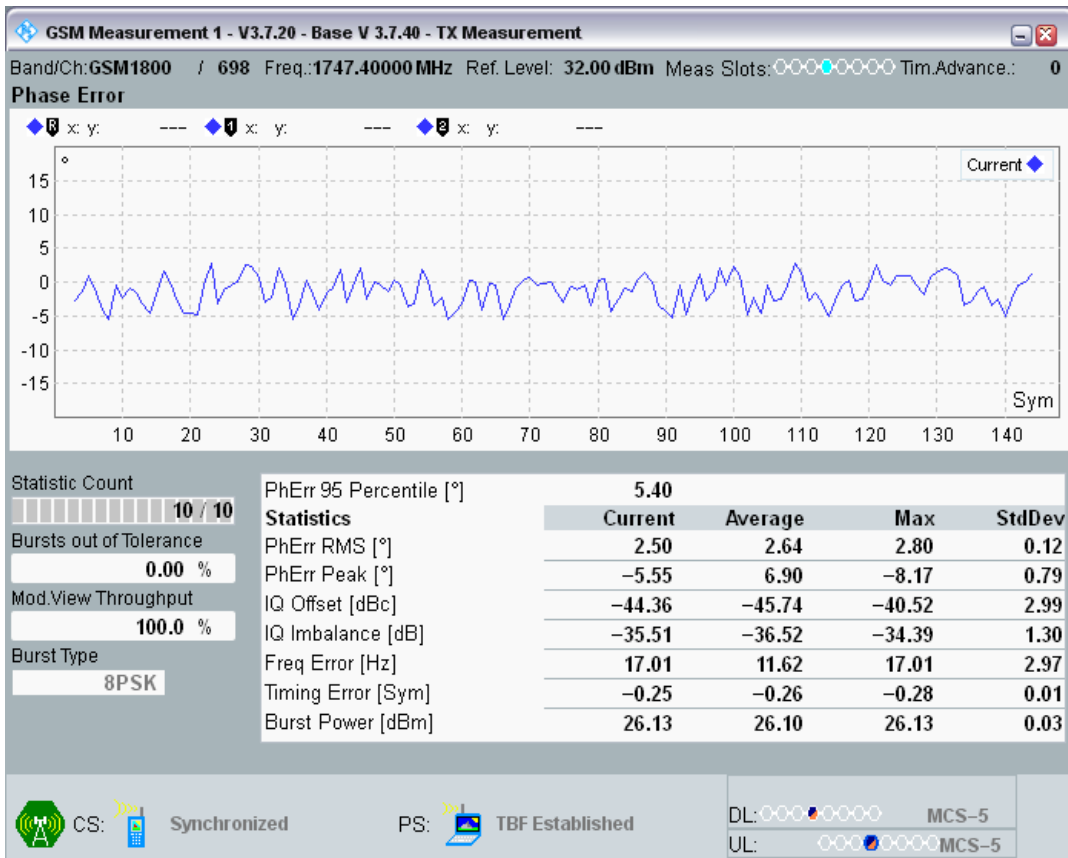 GSM Measurement 1 - V3.7.20 - Base V 3.7.40 - TX Measurement
Band/Ch:GSM1800 / 698 Freq.:1747.40000 MHz Ref. Level: 32.00 dBm Meas Slots: Tim.Advance.: 0
Phase Error
R x: y: --- 1 x: y: --- 2 x: y: ---
°
Current
15
10
5
0
-5
-10
-15
Sym
10 20 30 40 50 60 70 80 90 100 110 120 130 140
Statistic Count
10 / 10
Bursts out of Tolerance
0.00 %
Mod.View Throughput
100.0 %
Burst Type
8PSK
PhErr 95 Percentile [°] 5.40
Statistics Current Average Max StdDev
PhErr RMS [°] 2.50 2.64 2.80 0.12
PhErr Peak [°] −5.55 6.90 −8.17 0.79
IQ Offset [dBc] −44.36 −45.74 −40.52 2.99
IQ Imbalance [dB] −35.51 −36.52 −34.39 1.30
Freq Error [Hz] 17.01 11.62 17.01 2.97
Timing Error [Sym] −0.25 −0.26 −0.28 0.01
Burst Power [dBm] 26.13 26.10 26.13 0.03
CS: Synchronized PS: TBF Established
DL: MCS−5
UL: MCS−5